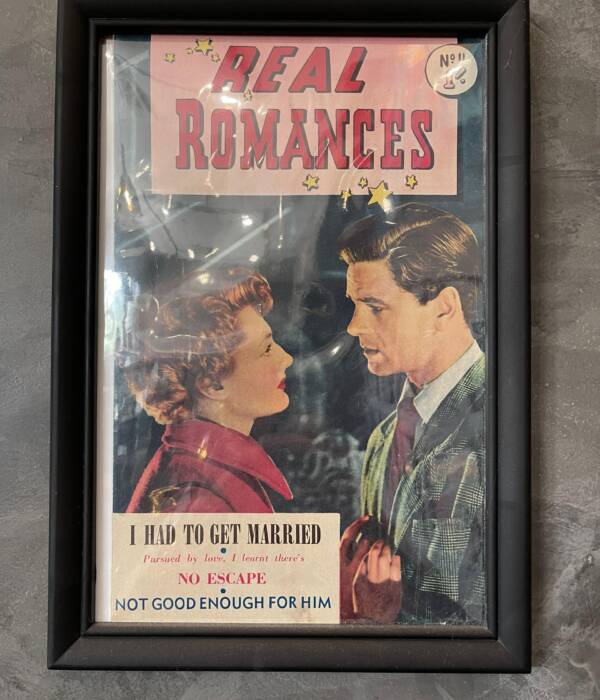 REAL
ROMANCES
Nº 11
1/-
I HAD TO GET MARRIED
Pursued by love, I learnt there's
NO ESCAPE
NOT GOOD ENOUGH FOR HIM